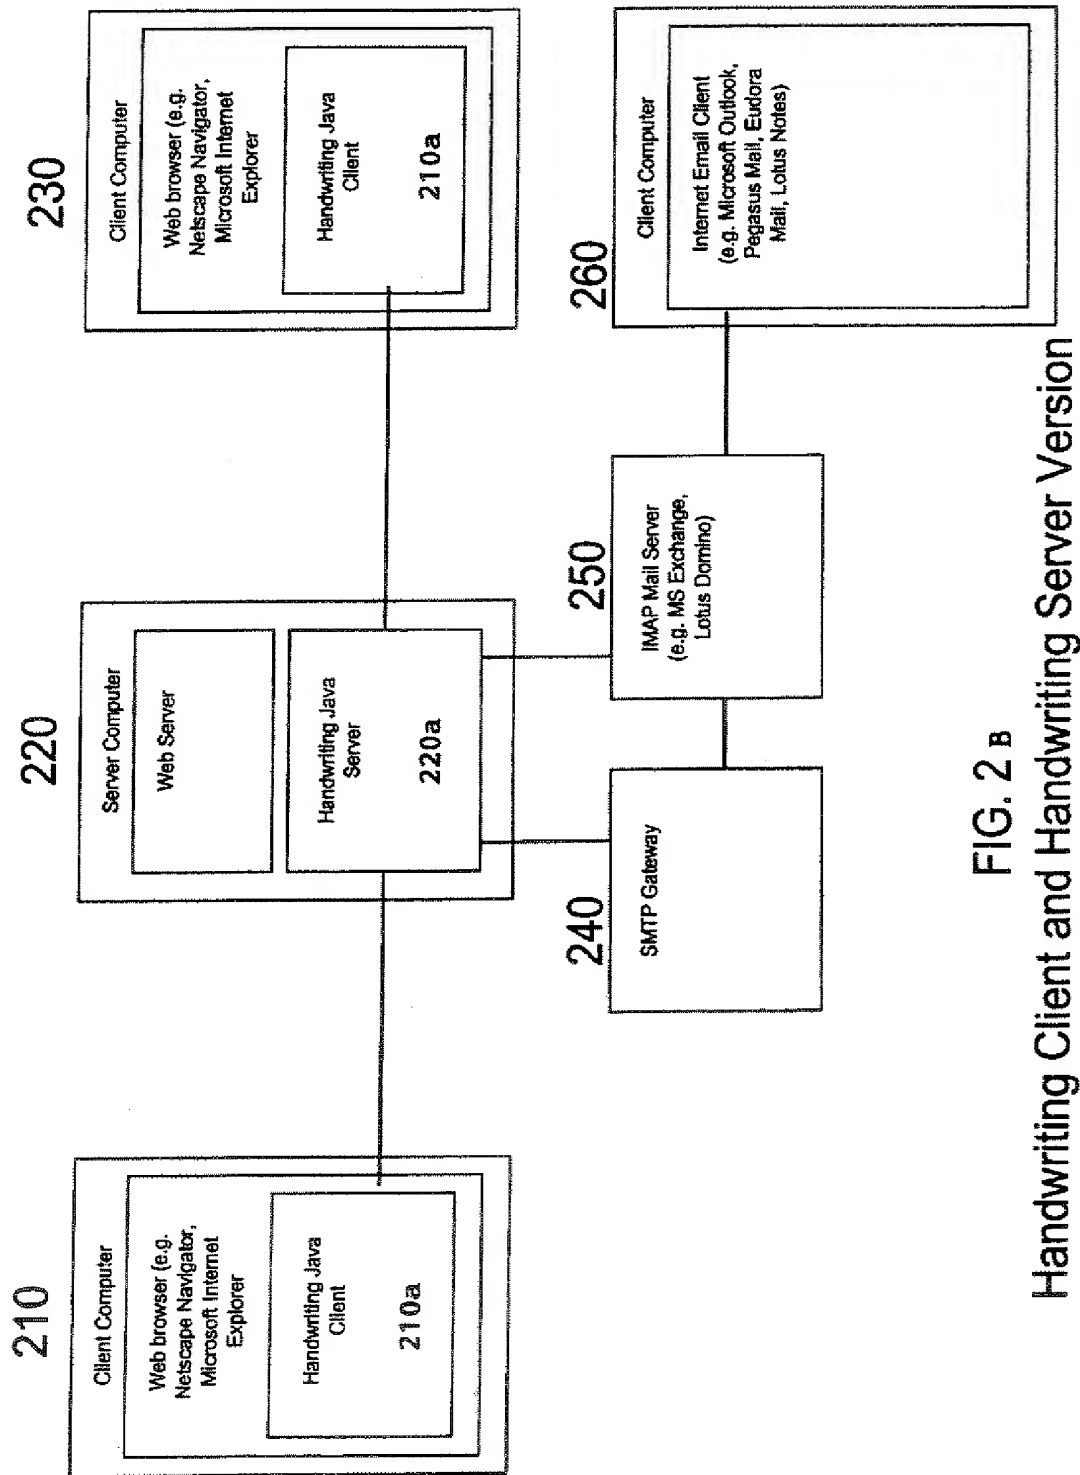 210
Client Computer
Web browser (e.g.
Netscape Navigator,
Microsoft Internet
Explorer
Handwriting Java
Client
210a
220
Server Computer
Web Server
Handwriting Java
Server
220a
230
Client Computer
Web browser (e.g.
Netscape Navigator,
Microsoft Internet
Explorer
Handwriting Java
Client
210a
240
SMTP Gateway
250
IMAP Mail Server
(e.g. MS Exchange,
Lotus Domino)
260
Client Computer
Internet Email Client
(e.g. Microsoft Outlook,
Pegasus Mail, Eudora
Mail, Lotus Notes)
FIG. 2 B
Handwriting Client and Handwriting Server Version